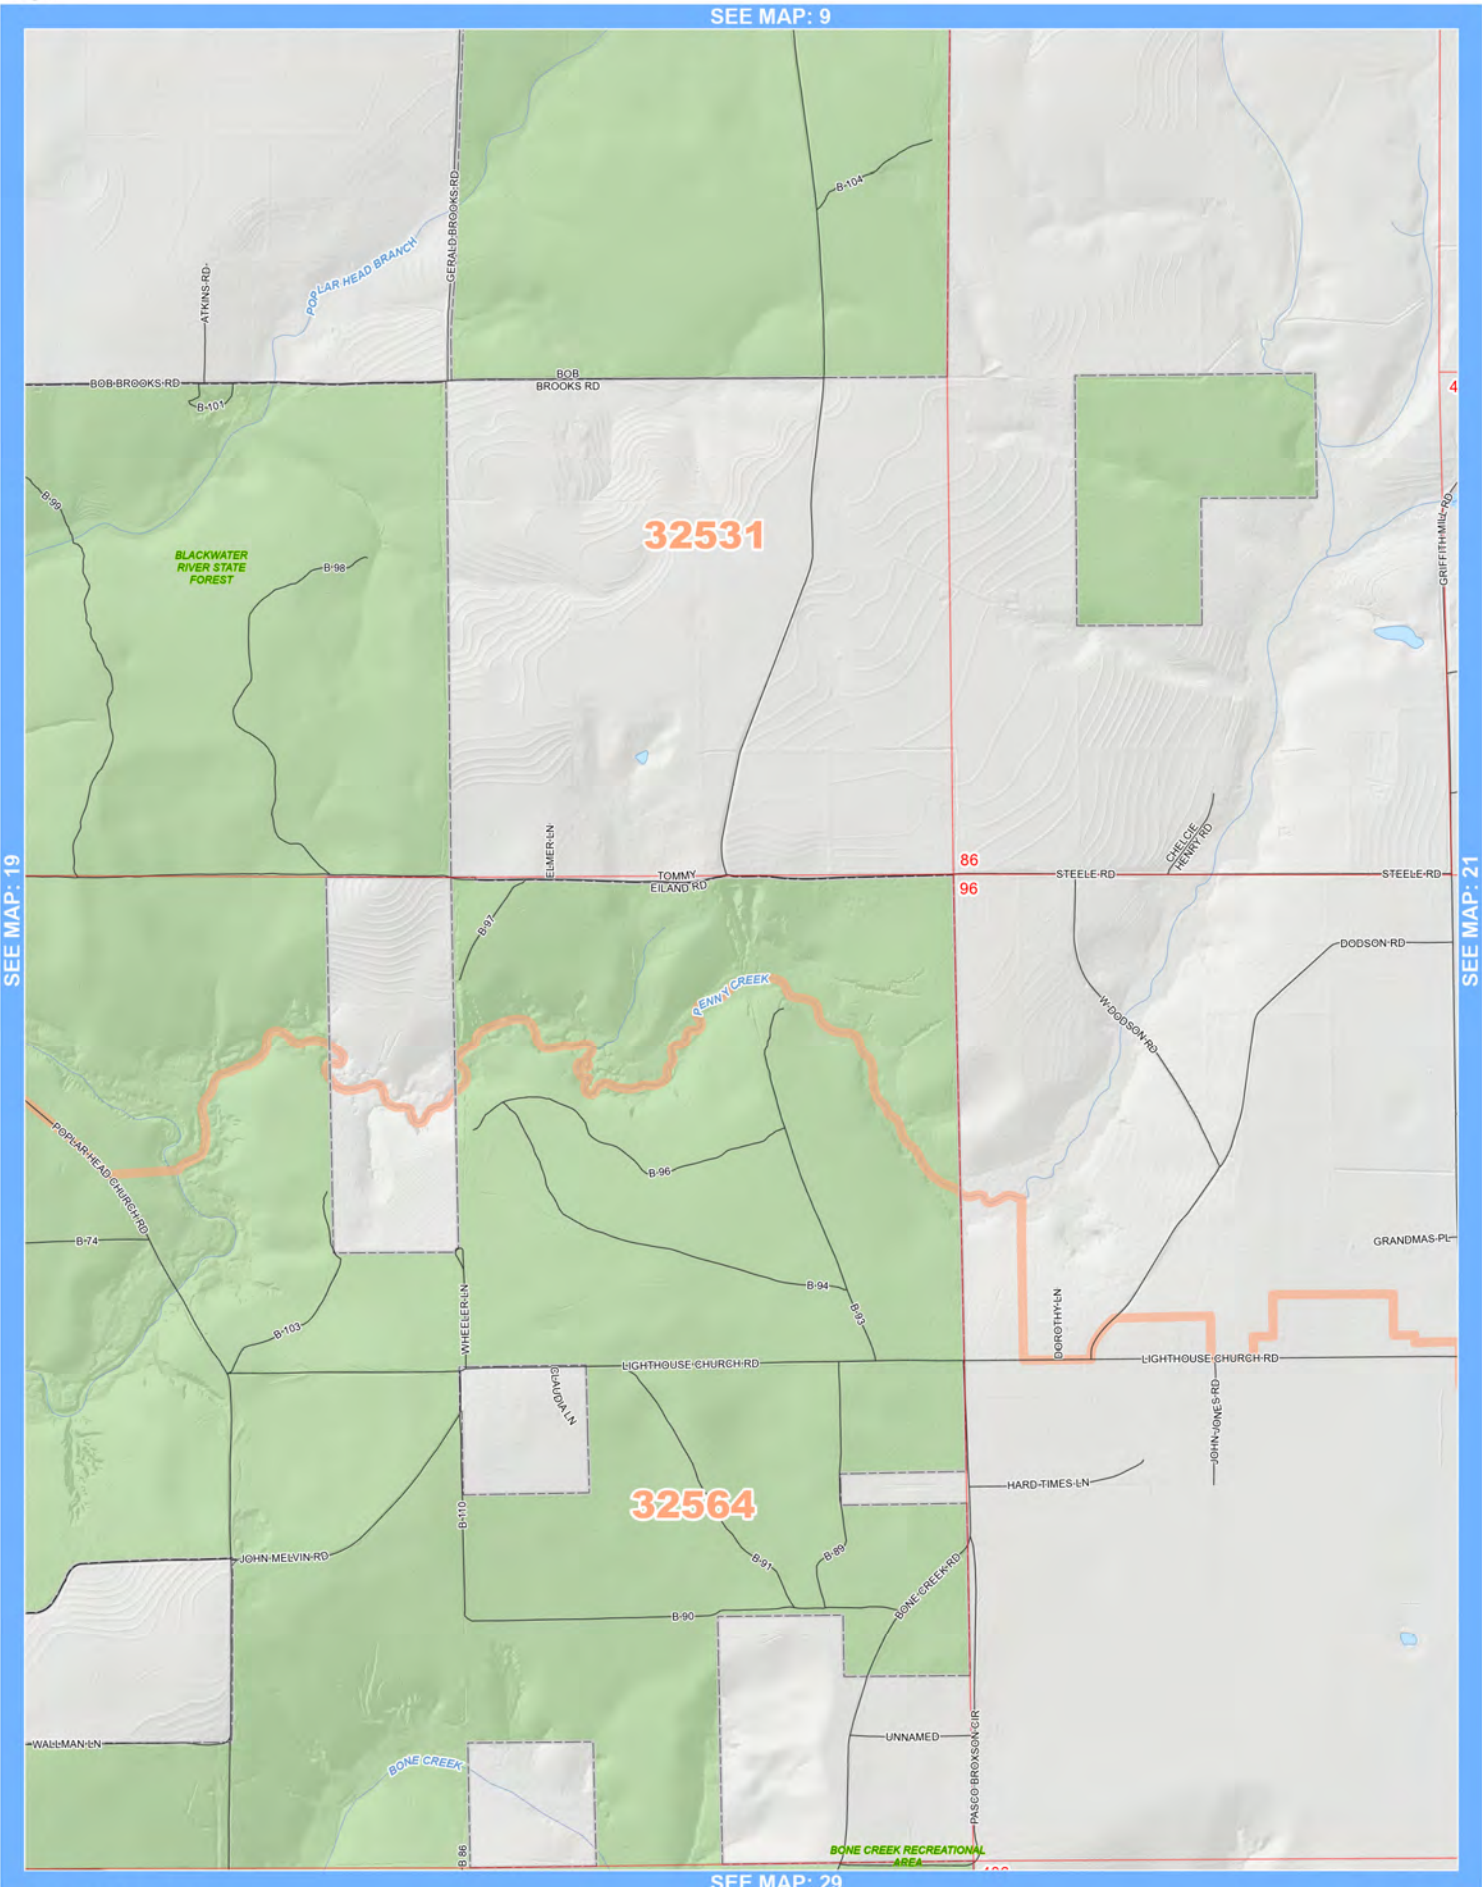 SEE MAP: 9
GERALD BROOKS RD
B-104
ATKINS RD
POPLAR HEAD BRANCH
BOB BROOKS RD
BOB
BROOKS RD
B-101
4
B-99
32531
GRIFFITH MILL RD
BLACKWATER
RIVER STATE
FOREST
B-98
ELMER LN
CHELCIE
HENRY RD
86
SEE MAP: 19
TOMMY
EILAND RD
STEELE RD
STEELE RD
96
SEE MAP: 21
B-97
DODSON RD
PENNY CREEK
W DODSON RD
POPLAR HEAD CHURCH RD
B-96
B-74
GRANDMAS PL
B-94
B-93
WHEELER LN
DOROTHY LN
B-103
LIGHTHOUSE CHURCH RD
LIGHTHOUSE CHURCH RD
CLAUDIA LN
JOHN JONES RD
HARD TIMES LN
32564
B-110
JOHN MELVIN RD
B-91
B-89
BONE CREEK RD
B-90
UNNAMED
WALLMAN LN
PASCO BROXSON CIR
BONE CREEK
B-86
BONE CREEK RECREATIONAL
AREA
SEE MAP: 29